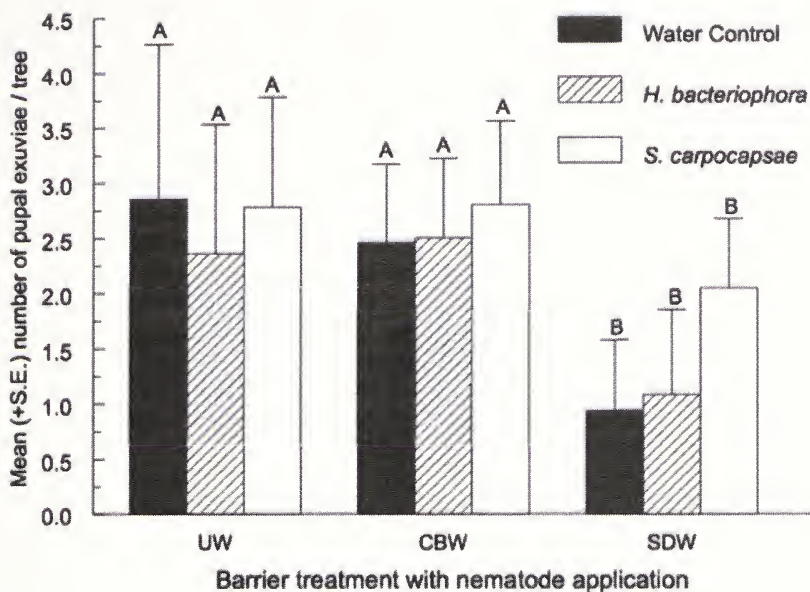 Mean (+S.E.) number of pupal exuviae / tree
4.5
4.0
3.5
3.0
2.5
2.0
1.5
1.0
0.5
0.0
A
A
A
A
A
A
B
B
B
Water Control
H. bacteriophora
S. carpocapsae
UW
CBW
SDW
Barrier treatment with nematode application